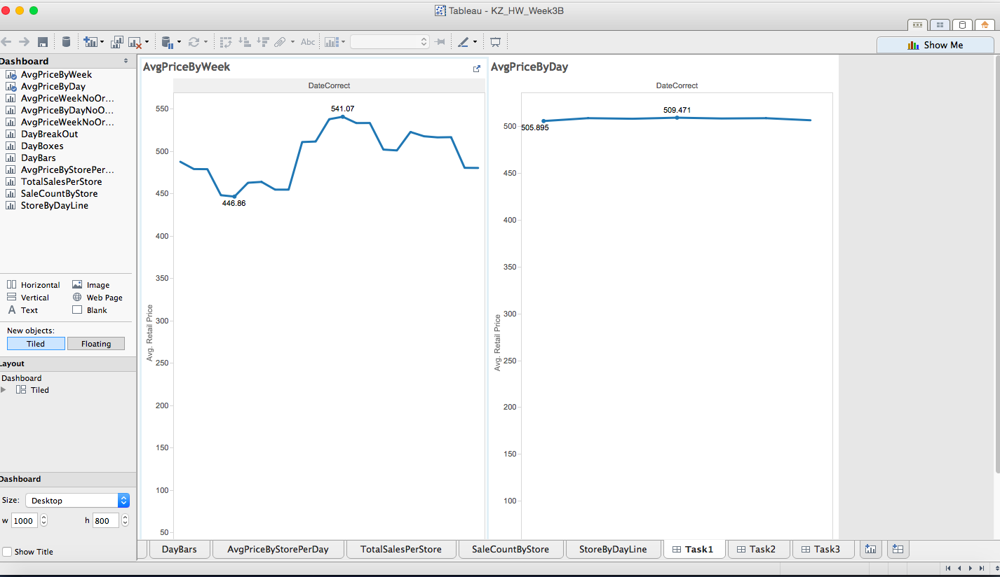 Tableau - KZ_HW_Week3B
Abc
Show Me
Dashboard
AvgPriceByWeek
AvgPriceByDay
AvgPriceWeekNoOr...
AvgPriceByDayNoO...
AvgPriceWeekNoOr...
DayBreakOut
DayBoxes
DayBars
AvgPriceByStorePer...
TotalSalesPerStore
SaleCountByStore
StoreByDayLine
Horizontal
Image
Vertical
Web Page
A Text
Blank
New objects:
Tiled
Floating
Layout
Dashboard
Tiled
Dashboard
Size: Desktop
w 1000
h 800
Show Title
AvgPriceByWeek
DateCorrect
550
500
450
400
350
300
250
200
150
100
50
Avg. Retail Price
541.07
446.86
AvgPriceByDay
DateCorrect
500
450
400
350
300
250
200
150
100
Avg. Retail Price
505.895
509.471
DayBars
AvgPriceByStorePerDay
TotalSalesPerStore
SaleCountByStore
StoreByDayLine
Task1
Task2
Task3